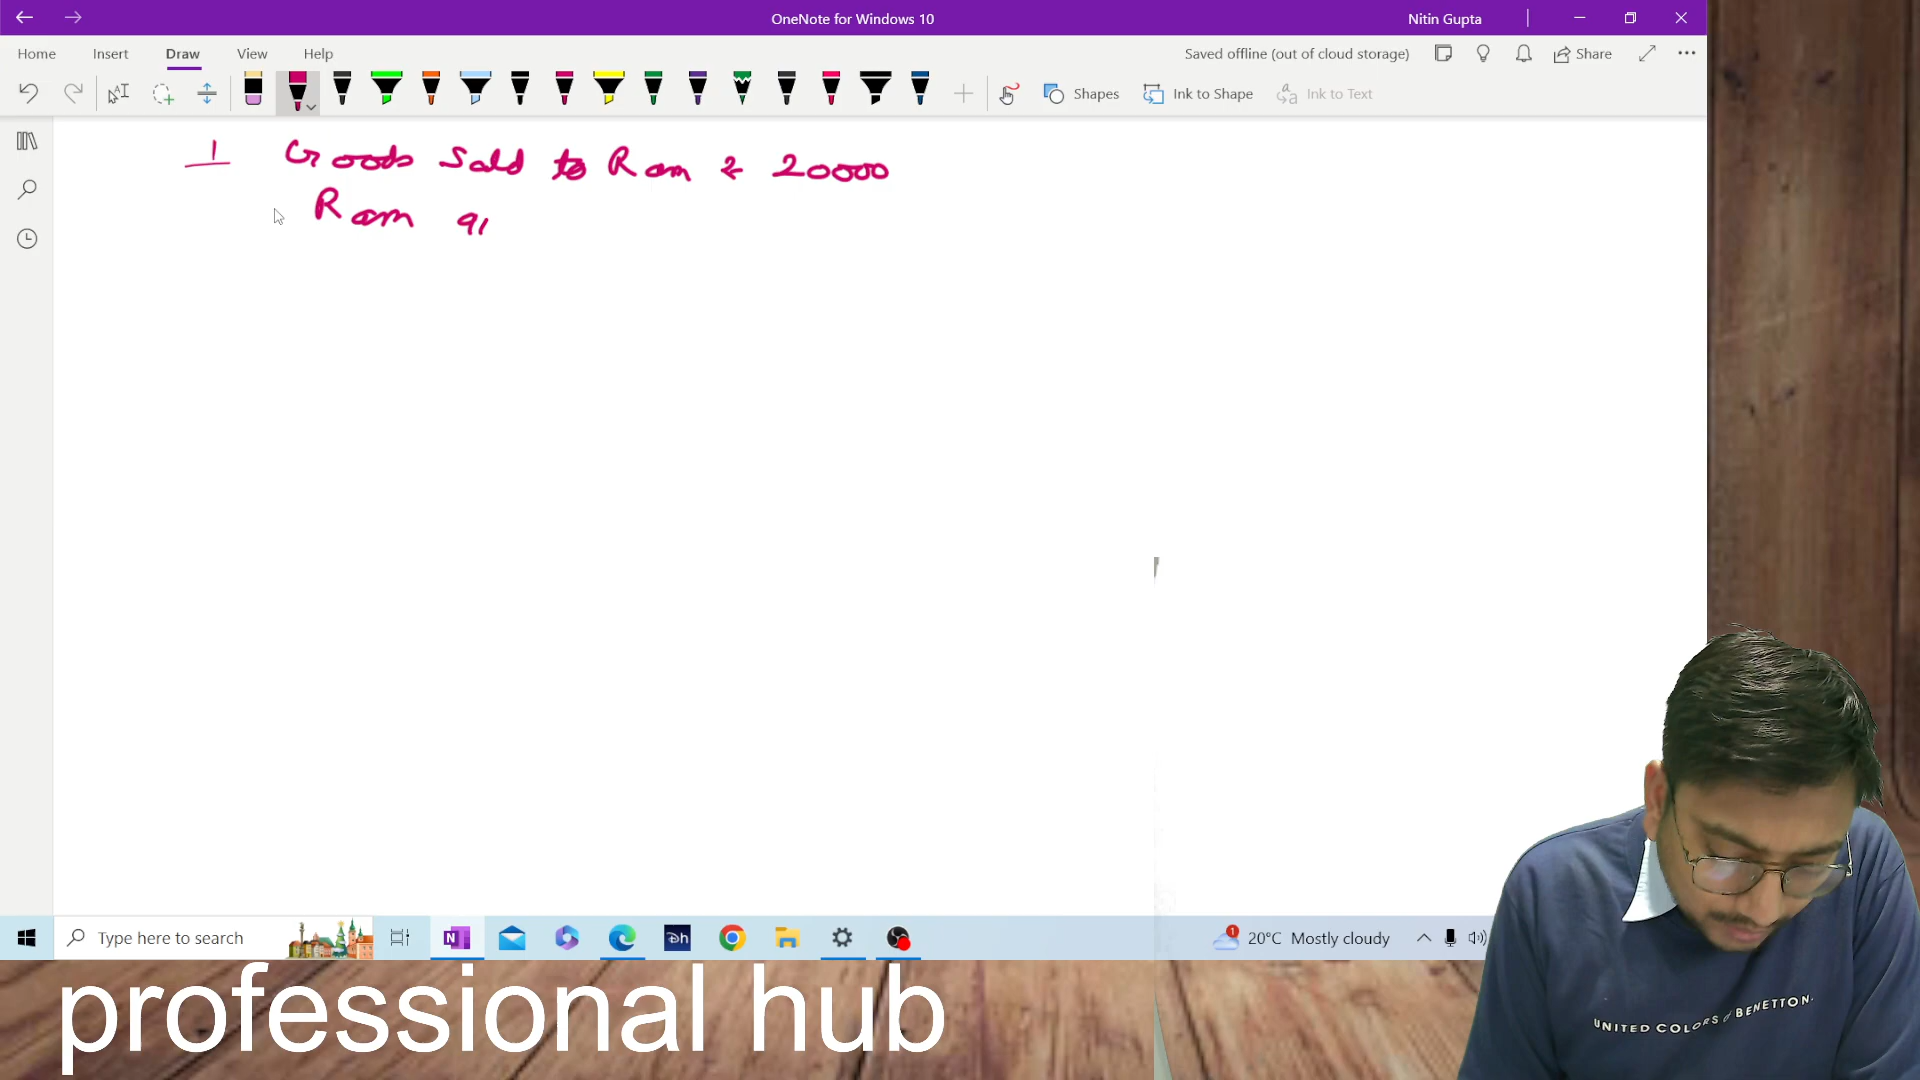 OneNote for Windows 10
Nitin Gupta
Home Insert Draw View Help
Saved offline (out of cloud storage)
Share
Shapes
Ink to Shape
Ink to Text
1 Goods Sold to Ram ₹ 20000
Ram a/
Type here to search
Dh
1
20°C Mostly cloudy
UNITED COLORS OF BENETTON.
professional hub